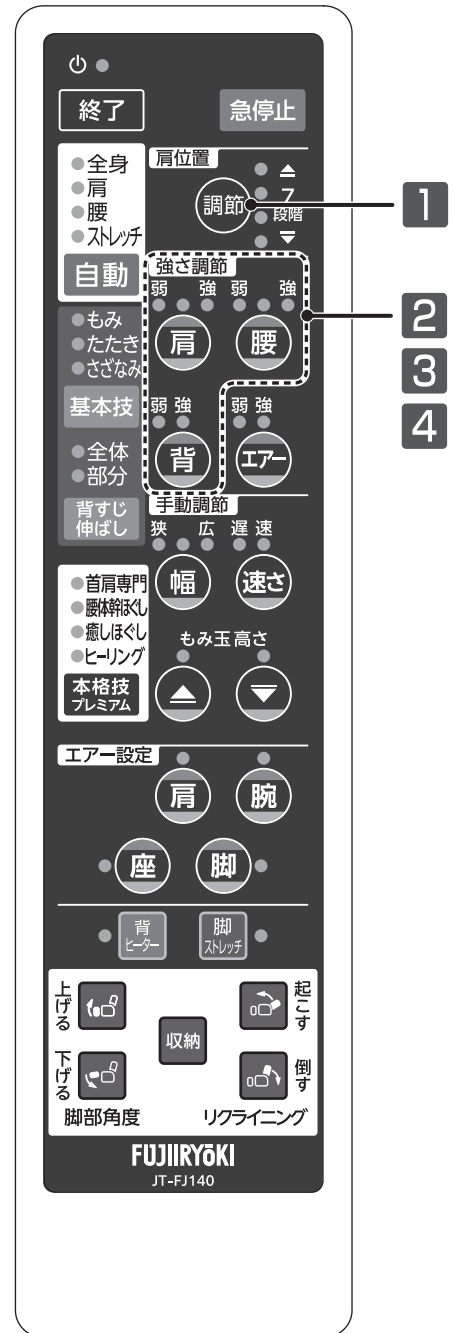 終了
急停止
全身
肩
腰
ストレッチ
自動
肩位置
調節
7
段階
1
強さ調節
弱 強 弱 強
肩 腰
2
3
4
もみ
たたき
さざなみ
基本技
弱 強 弱 強
背 エアー
全体
部分
背すじ
伸ばし
手動調節
狭 広 遅 速
幅 速さ
もみ玉高さ
首肩専門
腰体幹ほぐし
癒しほぐし
ヒーリング
本格技
プレミアム
エアー設定
肩 腕
座 脚
背
ヒーター
脚
ストレッチ
上げる
起こす
収納
下げる
倒す
脚部角度 リクライニング
FUJIIRYōKI
JT-FJ140